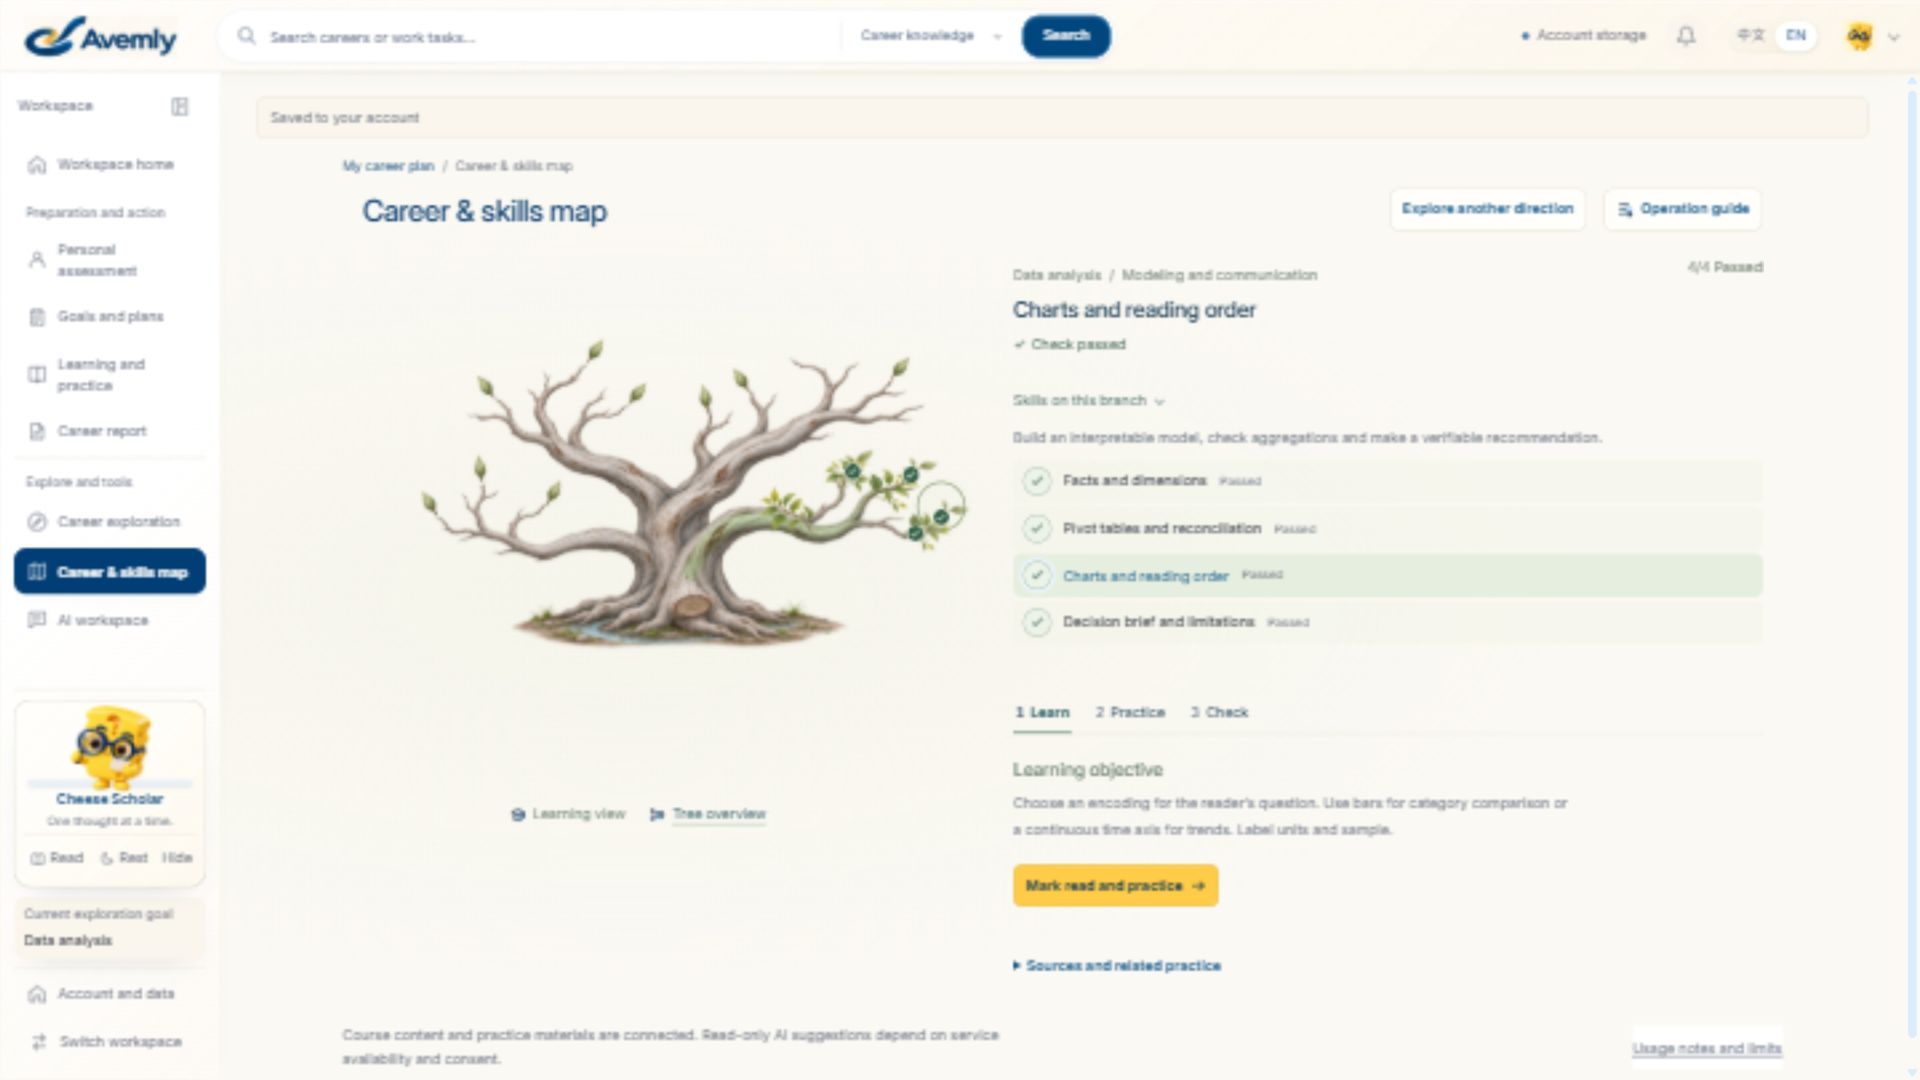 Avemly
Search careers or work tasks...
Career knowledge
Search
Account storage
中文
EN
Workspace
Workspace home
Preparation and action
Personal
assessment
Goals and plans
Learning and
practice
Career report
Explore and tools
Career exploration
Career & skills map
AI workspace
Cheese Scholar
One thought at a time.
Read
Rest
Hide
Current exploration goal
Data analysis
Account and data
Switch workspace
Saved to your account
My career plan / Career & skills map
Career & skills map
Explore another direction
Operation guide
Data analysis / Modeling and communication
4/4 Passed
Charts and reading order
Check passed
Skills on this branch
Build an interpretable model, check aggregations and make a verifiable recommendation.
Facts and dimensions Passed
Pivot tables and reconciliation Passed
Charts and reading order Passed
Decision brief and limitations Passed
1 Learn 2 Practice 3 Check
Learning objective
Choose an encoding for the reader's question. Use bars for category comparison or
a continuous time axis for trends. Label units and sample.
Mark read and practice →
Sources and related practice
Learning view
Tree overview
Course content and practice materials are connected. Read-only AI suggestions depend on service
availability and consent.
Usage notes and limits